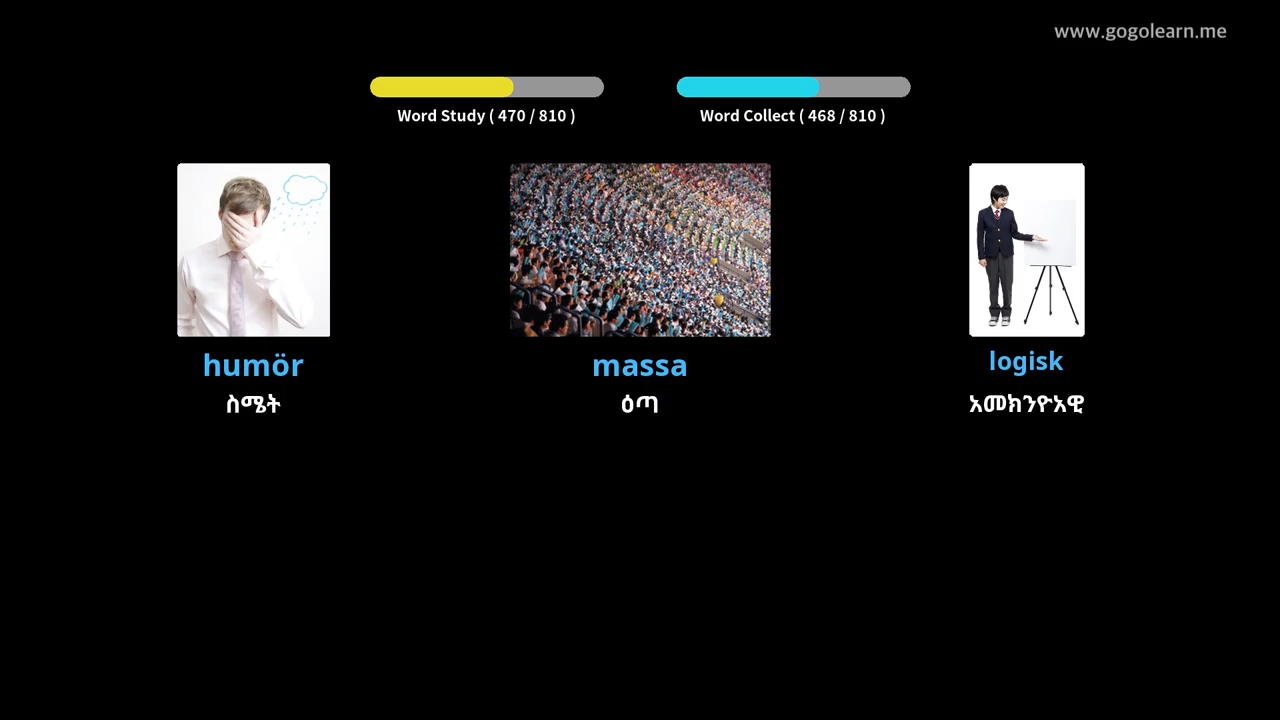 www.gogolearn.me
Word Study ( 470 / 810 )
Word Collect ( 468 / 810 )
humör
massa
logisk
ስሜት
ዕጣ
አመክንዮአዊ